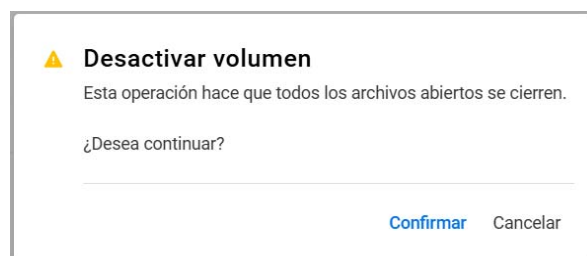 Desactivar volumen
Esta operación hace que todos los archivos abiertos se cierren.
¿Desea continuar?
Confirmar Cancelar